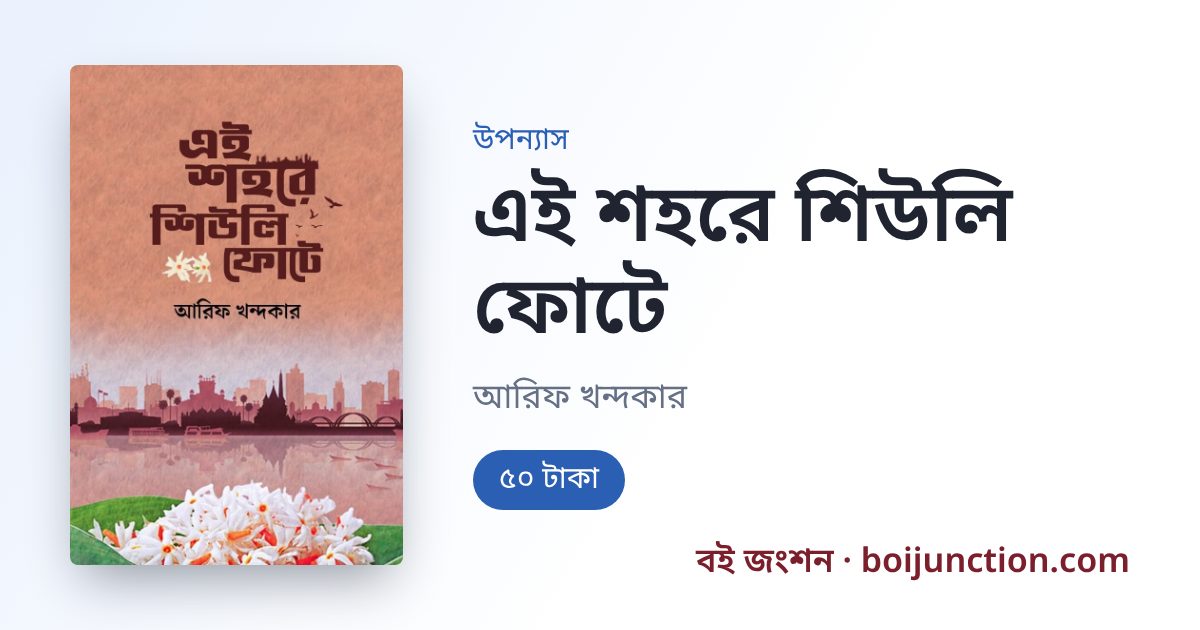 এই
শহরে
শিউলি
ফোটে
আরিফ খন্দকার
উপন্যাস
এই শহরে শিউলি
ফোটে
আরিফ খন্দকার
৫০ টাকা
বই জংশন · boijunction.com